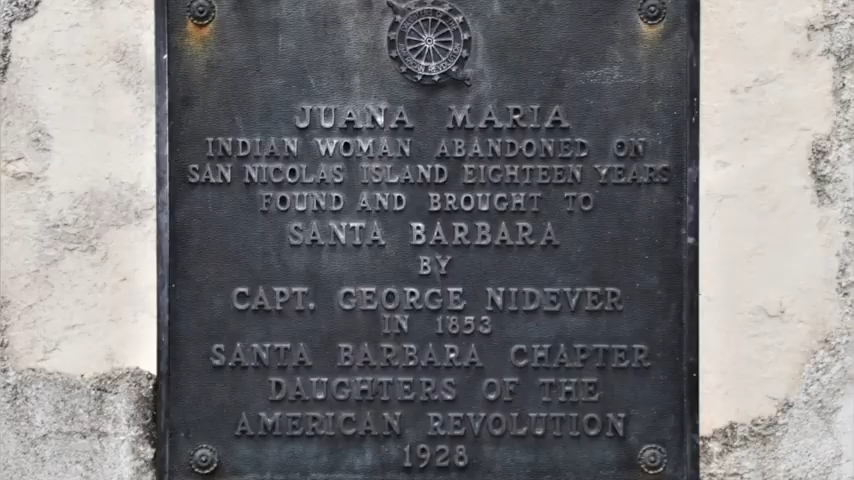 JUANA MARIA
INDIAN WOMAN ABANDONED ON
SAN NICOLAS ISLAND EIGHTEEN YEARS
FOUND AND BROUGHT TO
SANTA BARBARA
BY
CAPT. GEORGE NIDEVER
IN 1853
SANTA BARBARA CHAPTER
DAUGHTERS OF THE
AMERICAN REVOLUTION
1928